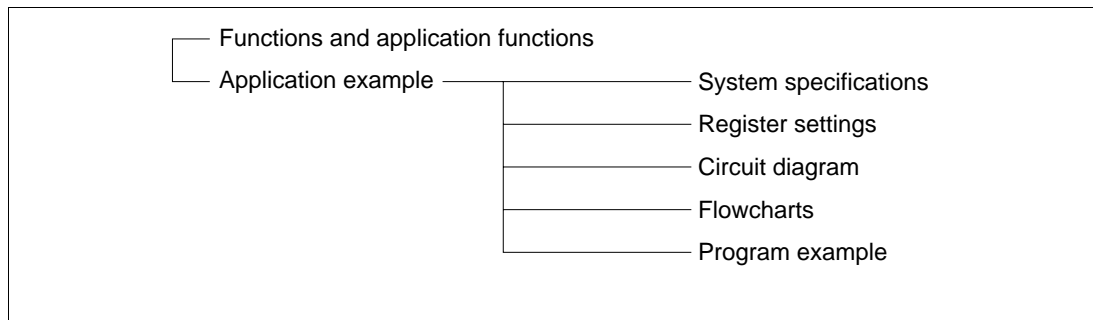 Functions and application functions
Application example
System specifications
Register settings
Circuit diagram
Flowcharts
Program example